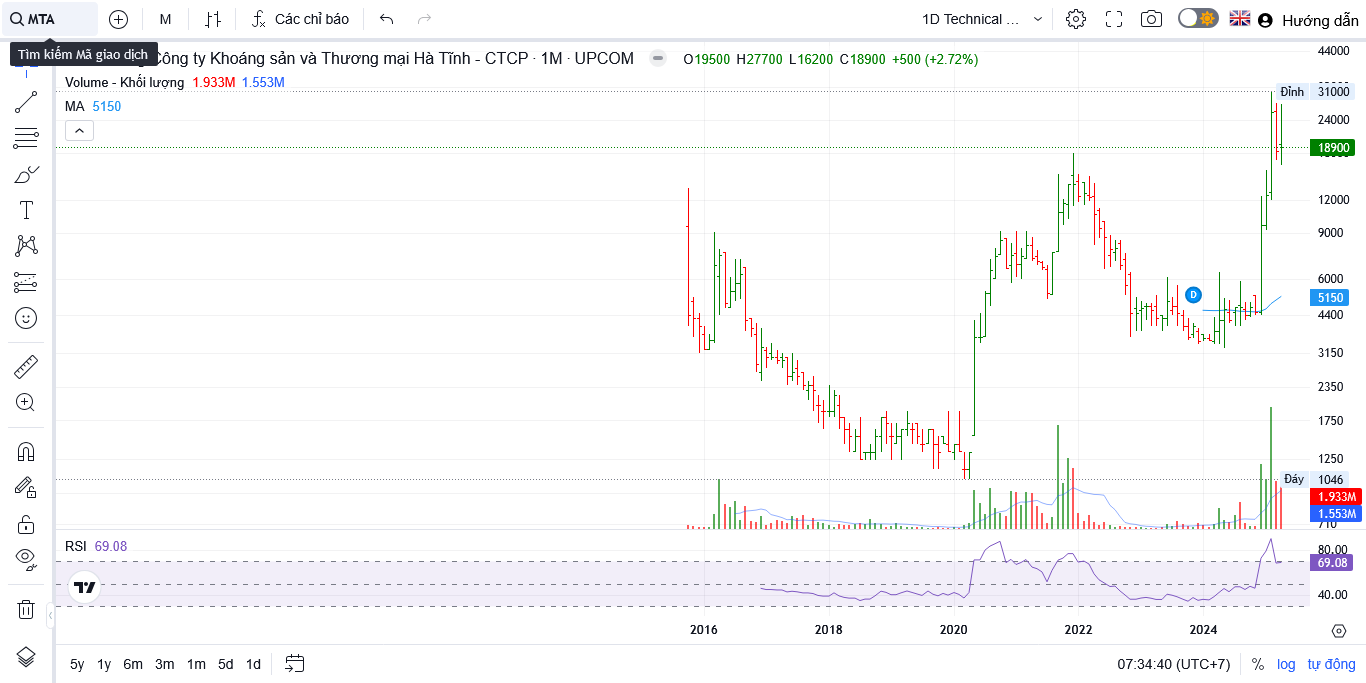 MTA
M
Các chỉ báo
1D Technical ...
Hướng dẫn
Tìm kiếm Mã giao dịch
Công ty Khoáng sản và Thương mại Hà Tĩnh - CTCP · 1M · UPCOM
O19500 H27700 L16200 C18900 +500 (+2.72%)
Volume - Khối lượng 1.933M 1.553M
MA 5150
44000
Đỉnh 31000
24000
18900
12000
9000
6000
5150
4400
3150
2350
1750
1250
Đáy 1046
1.933M
1.553M
710
D
RSI 69.08
80.00
69.08
40.00
2016 2018 2020 2022 2024
5y 1y 6m 3m 1m 5d 1d
07:34:40 (UTC+7) % log tự động